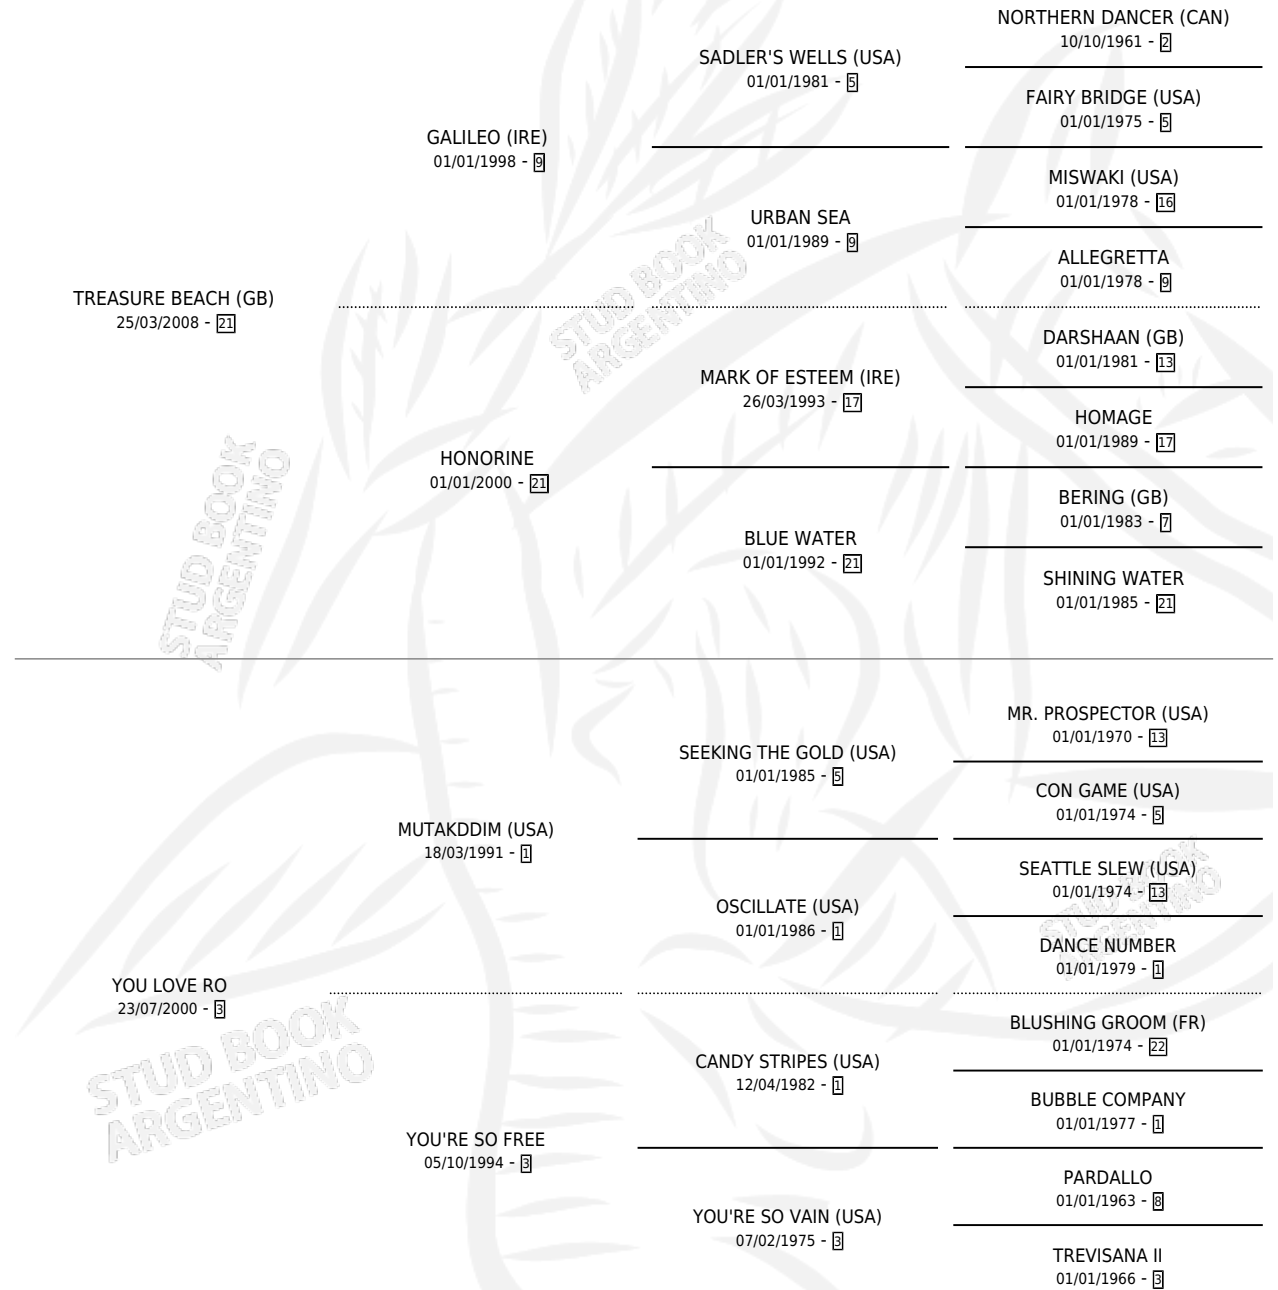 NORTHERN DANCER (CAN)
10/10/1961 - 2
SADLER'S WELLS (USA)
01/01/1981 - 5
FAIRY BRIDGE (USA)
01/01/1975 - 5
GALILEO (IRE)
01/01/1998 - 9
MISWAKI (USA)
01/01/1978 - 16
URBAN SEA
01/01/1989 - 9
ALLEGRETTA
01/01/1978 - 9
TREASURE BEACH (GB)
25/03/2008 - 21
DARSHAAN (GB)
01/01/1981 - 13
MARK OF ESTEEM (IRE)
26/03/1993 - 17
HOMAGE
01/01/1989 - 17
HONORINE
01/01/2000 - 21
BERING (GB)
01/01/1983 - 7
BLUE WATER
01/01/1992 - 21
SHINING WATER
01/01/1985 - 21
MR. PROSPECTOR (USA)
01/01/1970 - 13
SEEKING THE GOLD (USA)
01/01/1985 - 5
CON GAME (USA)
01/01/1974 - 5
MUTAKDDIM (USA)
18/03/1991 - 1
SEATTLE SLEW (USA)
01/01/1974 - 13
OSCILLATE (USA)
01/01/1986 - 1
DANCE NUMBER
01/01/1979 - 1
YOU LOVE RO
23/07/2000 - 3
BLUSHING GROOM (FR)
01/01/1974 - 22
CANDY STRIPES (USA)
12/04/1982 - 1
BUBBLE COMPANY
01/01/1977 - 1
YOU'RE SO FREE
05/10/1994 - 3
PARDALLO
01/01/1963 - 8
YOU'RE SO VAIN (USA)
07/02/1975 - 3
TREVISANA II
01/01/1966 - 3
STUD BOOK
ARGENTINO
STUD BOOK
ARGENTINO
STUD BOOK
ARGENTINO
STUD BOOK
ARGENTINO